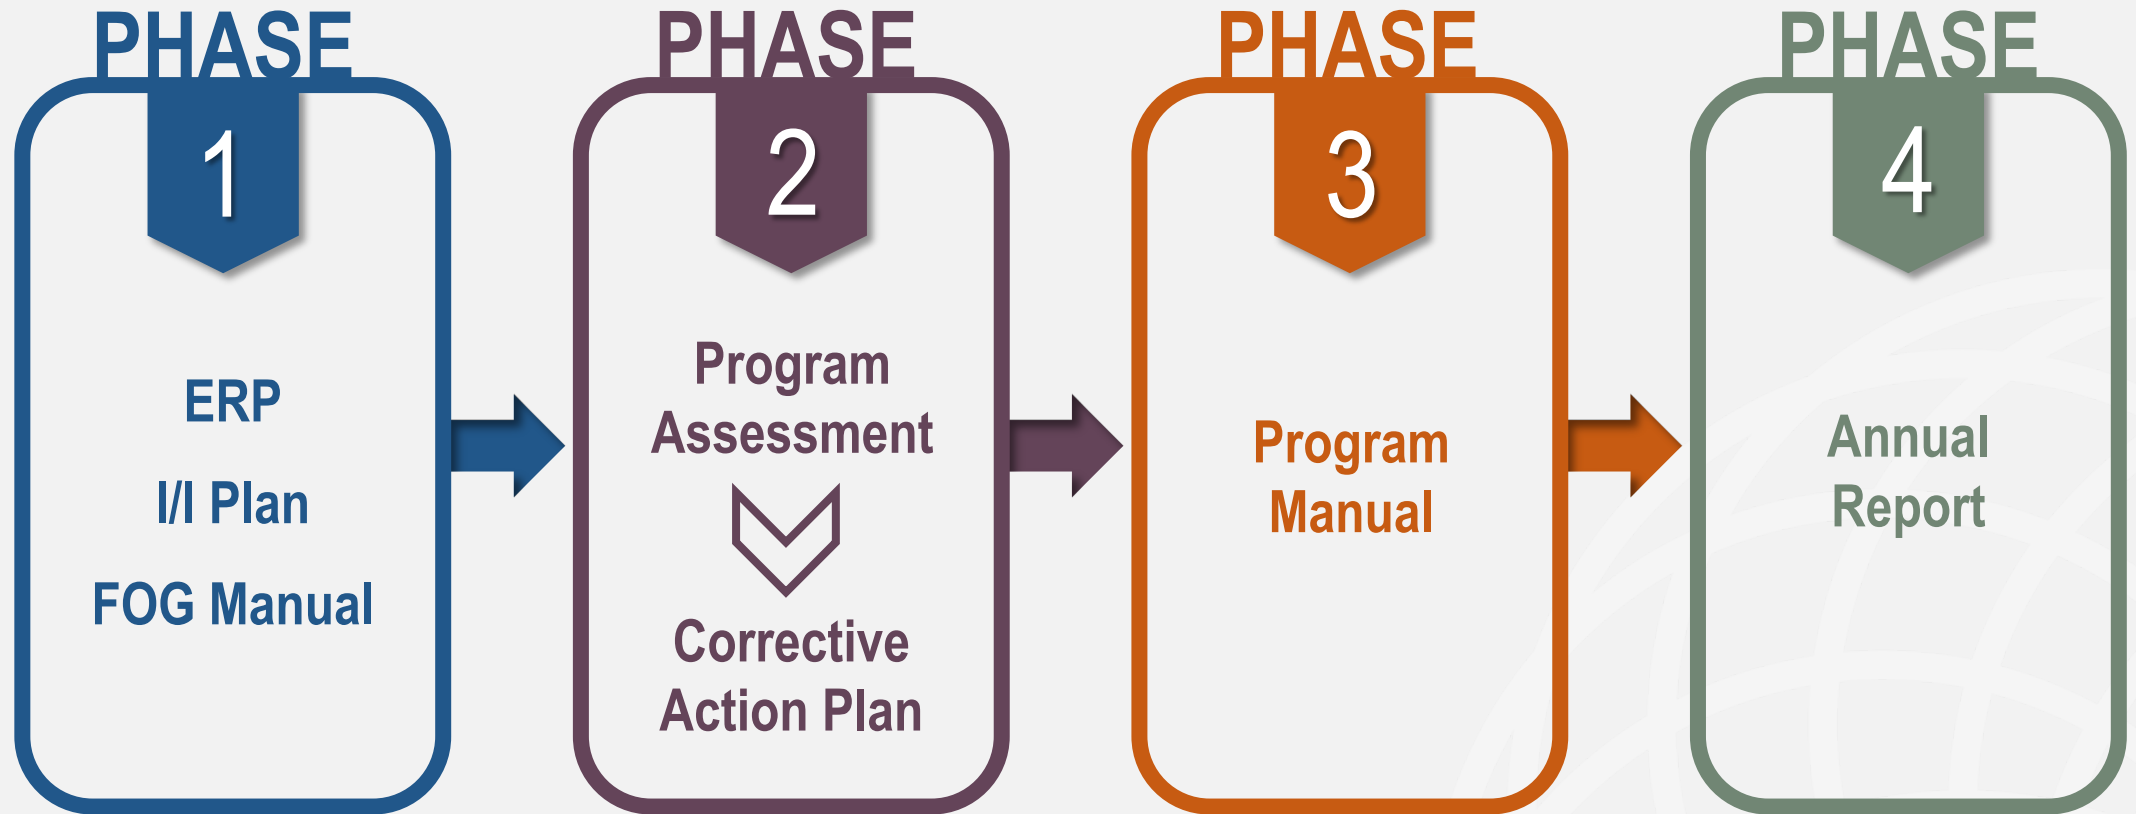 PHASE
1
ERP
I/I Plan
FOG Manual
PHASE
2
Program
Assessment
Corrective
Action Plan
PHASE
3
Program
Manual
PHASE
4
Annual
Report